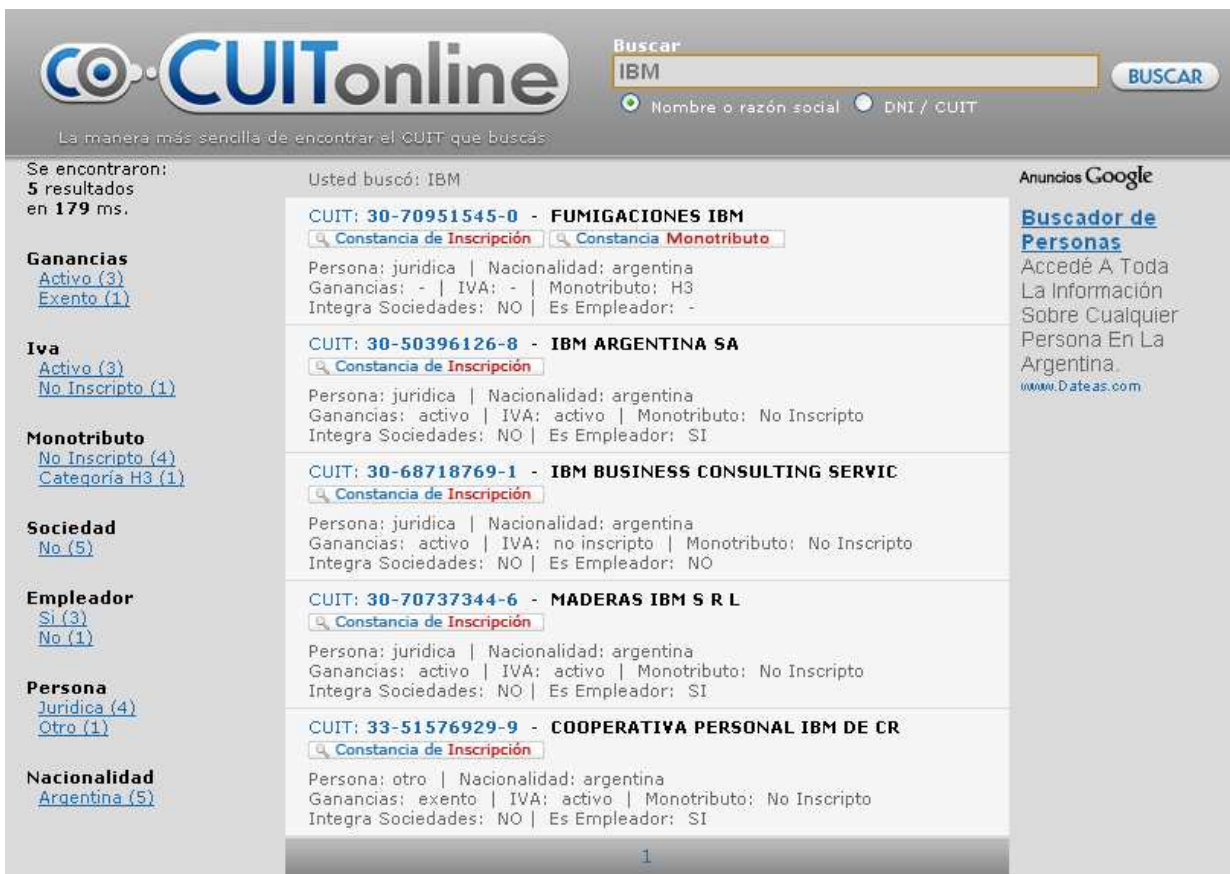 CO CUITonline
La manera más sencilla de encontrar el CUIT que buscás
Buscar
IBM
BUSCAR
Nombre o razón social DNI / CUIT
Se encontraron:
5 resultados
en 179 ms.
Ganancias
Activo (3)
Exento (1)
Iva
Activo (3)
No Inscripto (1)
Monotributo
No Inscripto (4)
Categoría H3 (1)
Sociedad
No (5)
Empleador
Si (3)
No (1)
Persona
Juridica (4)
Otro (1)
Nacionalidad
Argentina (5)
Usted buscó: IBM
CUIT: 30-70951545-0 - FUMIGACIONES IBM
Constancia de Inscripción Constancia Monotributo
Persona: juridica | Nacionalidad: argentina
Ganancias: - | IVA: - | Monotributo: H3
Integra Sociedades: NO | Es Empleador: -
CUIT: 30-50396126-8 - IBM ARGENTINA SA
Constancia de Inscripción
Persona: juridica | Nacionalidad: argentina
Ganancias: activo | IVA: activo | Monotributo: No Inscripto
Integra Sociedades: NO | Es Empleador: SI
CUIT: 30-68718769-1 - IBM BUSINESS CONSULTING SERVIC
Constancia de Inscripción
Persona: juridica | Nacionalidad: argentina
Ganancias: activo | IVA: no inscripto | Monotributo: No Inscripto
Integra Sociedades: NO | Es Empleador: NO
CUIT: 30-70737344-6 - MADERAS IBM S R L
Constancia de Inscripción
Persona: juridica | Nacionalidad: argentina
Ganancias: activo | IVA: activo | Monotributo: No Inscripto
Integra Sociedades: NO | Es Empleador: SI
CUIT: 33-51576929-9 - COOPERATIVA PERSONAL IBM DE CR
Constancia de Inscripción
Persona: otro | Nacionalidad: argentina
Ganancias: exento | IVA: activo | Monotributo: No Inscripto
Integra Sociedades: NO | Es Empleador: SI
1
Anuncios Google
Buscador de
Personas
Accedé A Toda
La Información
Sobre Cualquier
Persona En La
Argentina.
www.Dateas.com